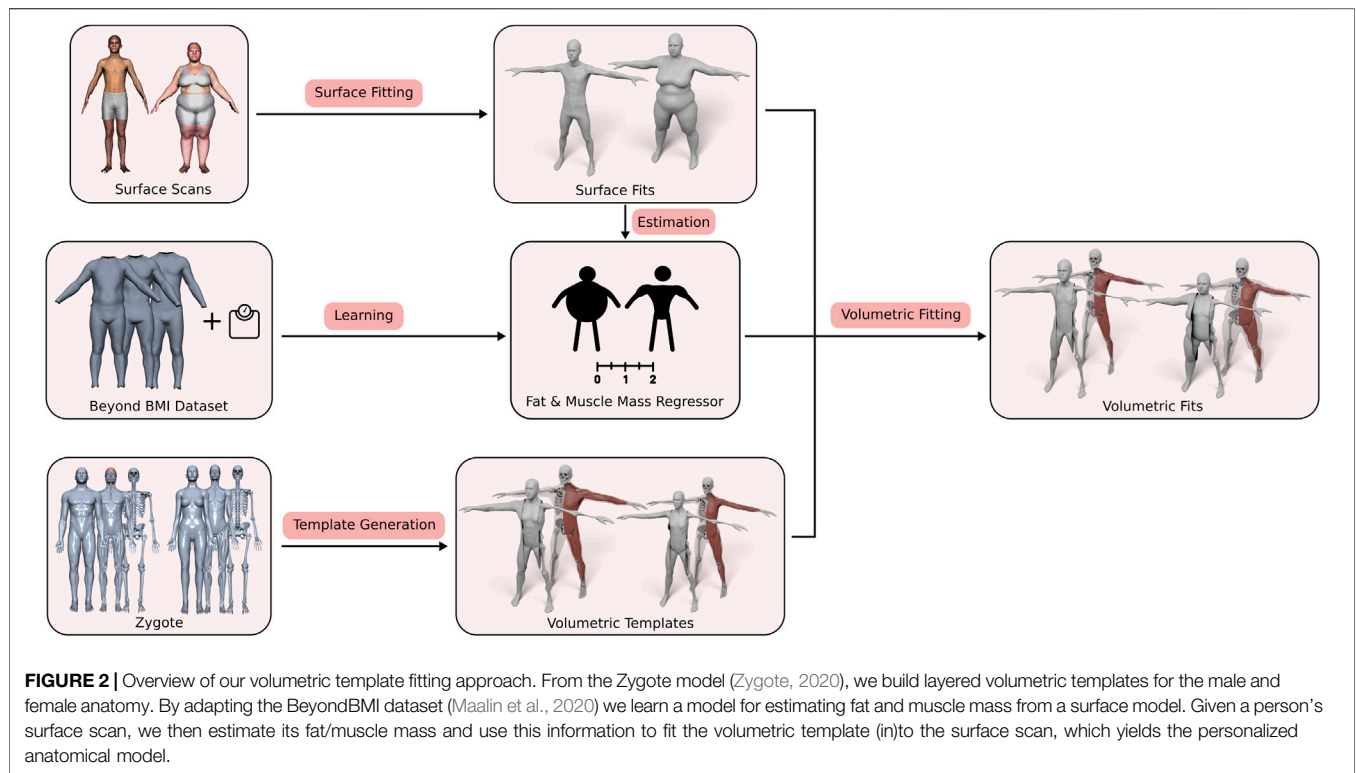 Surface Scans
Surface Fitting
Surface Fits
Estimation
Beyond BMI Dataset
+
Learning
0 1 2
Fat & Muscle Mass Regressor
Volumetric Fitting
Volumetric Fits
Zygote
Template Generation
Volumetric Templates
FIGURE 2 | Overview of our volumetric template fitting approach. From the Zygote model (Zygote, 2020), we build layered volumetric templates for the male and
female anatomy. By adapting the BeyondBMI dataset (Maalin et al., 2020) we learn a model for estimating fat and muscle mass from a surface model. Given a person’s
surface scan, we then estimate its fat/muscle mass and use this information to fit the volumetric template (in)to the surface scan, which yields the personalized
anatomical model.